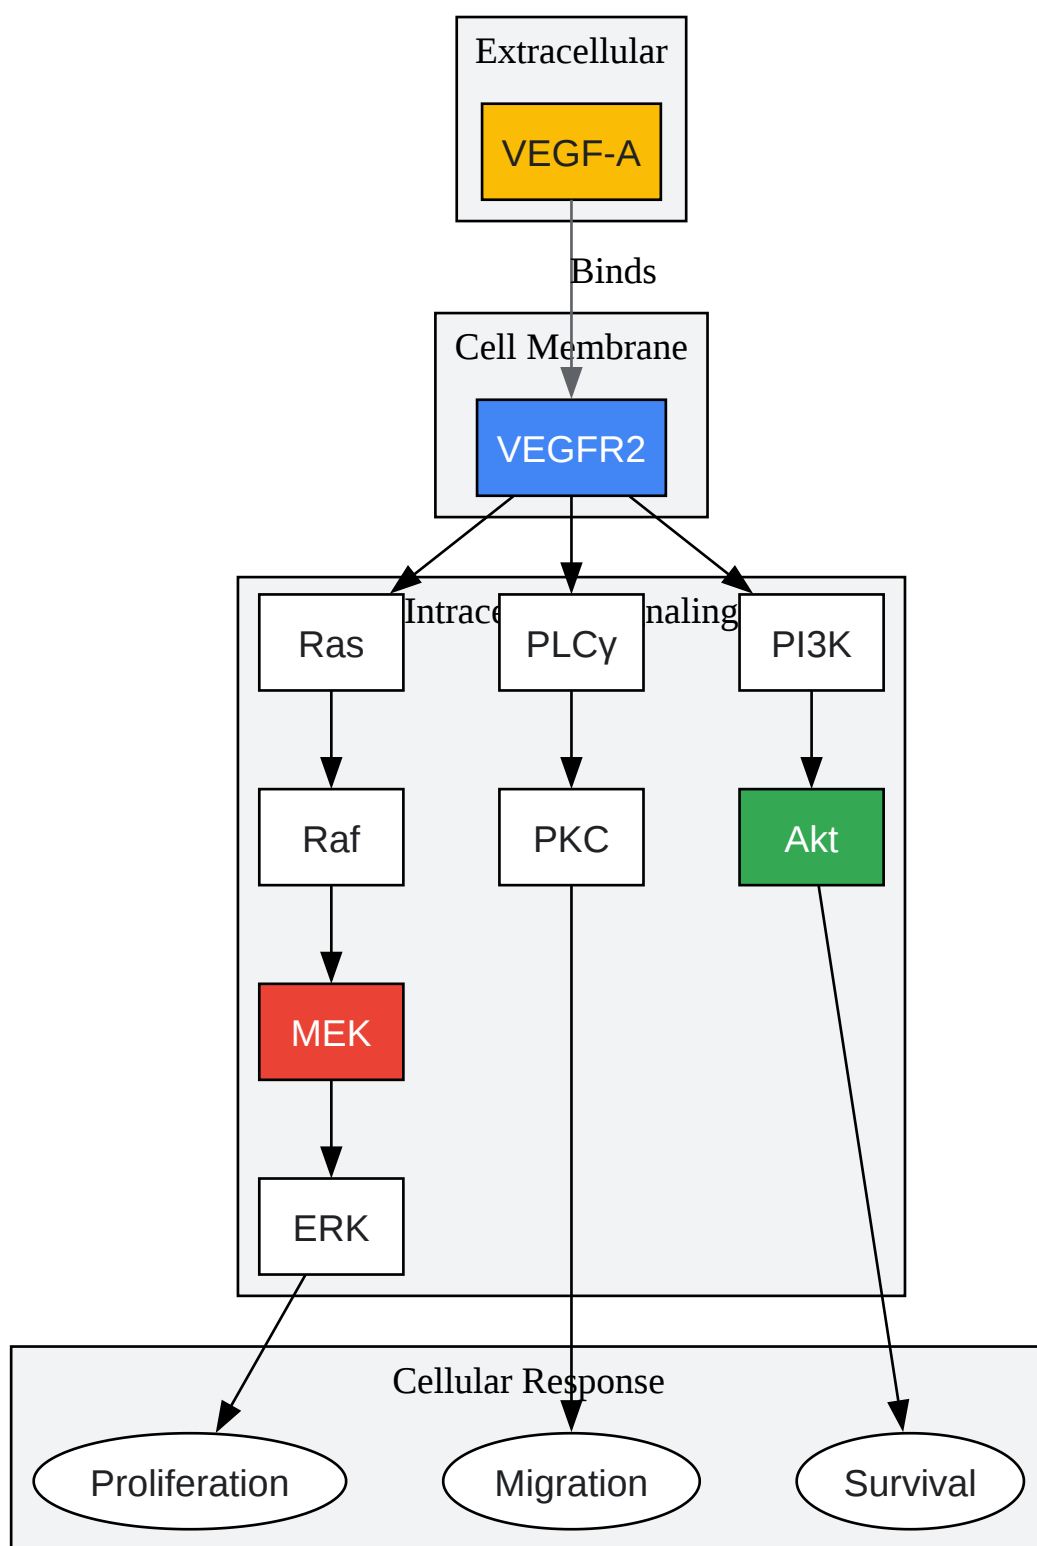 Extracellular
VEGF-A
Binds
Cell Membrane
VEGFR2
Ras
PLCγ
PI3K
Raf
PKC
Akt
MEK
ERK
Cellular Response
Proliferation
Migration
Survival